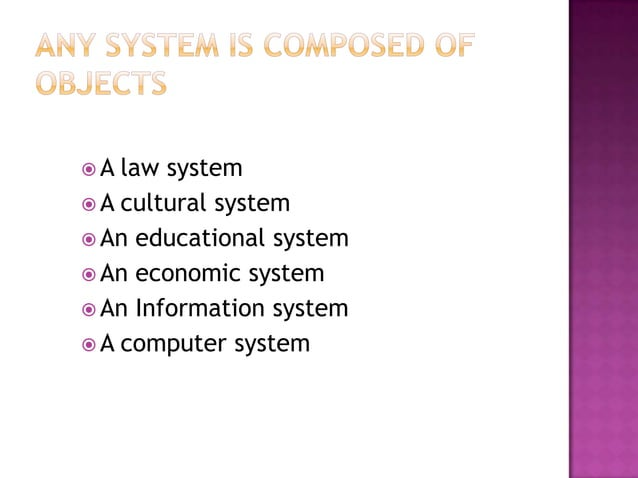 ANY SYSTEM IS COMPOSED OF
OBJECTS
A law system
A cultural system
An educational system
An economic system
An Information system
A computer system